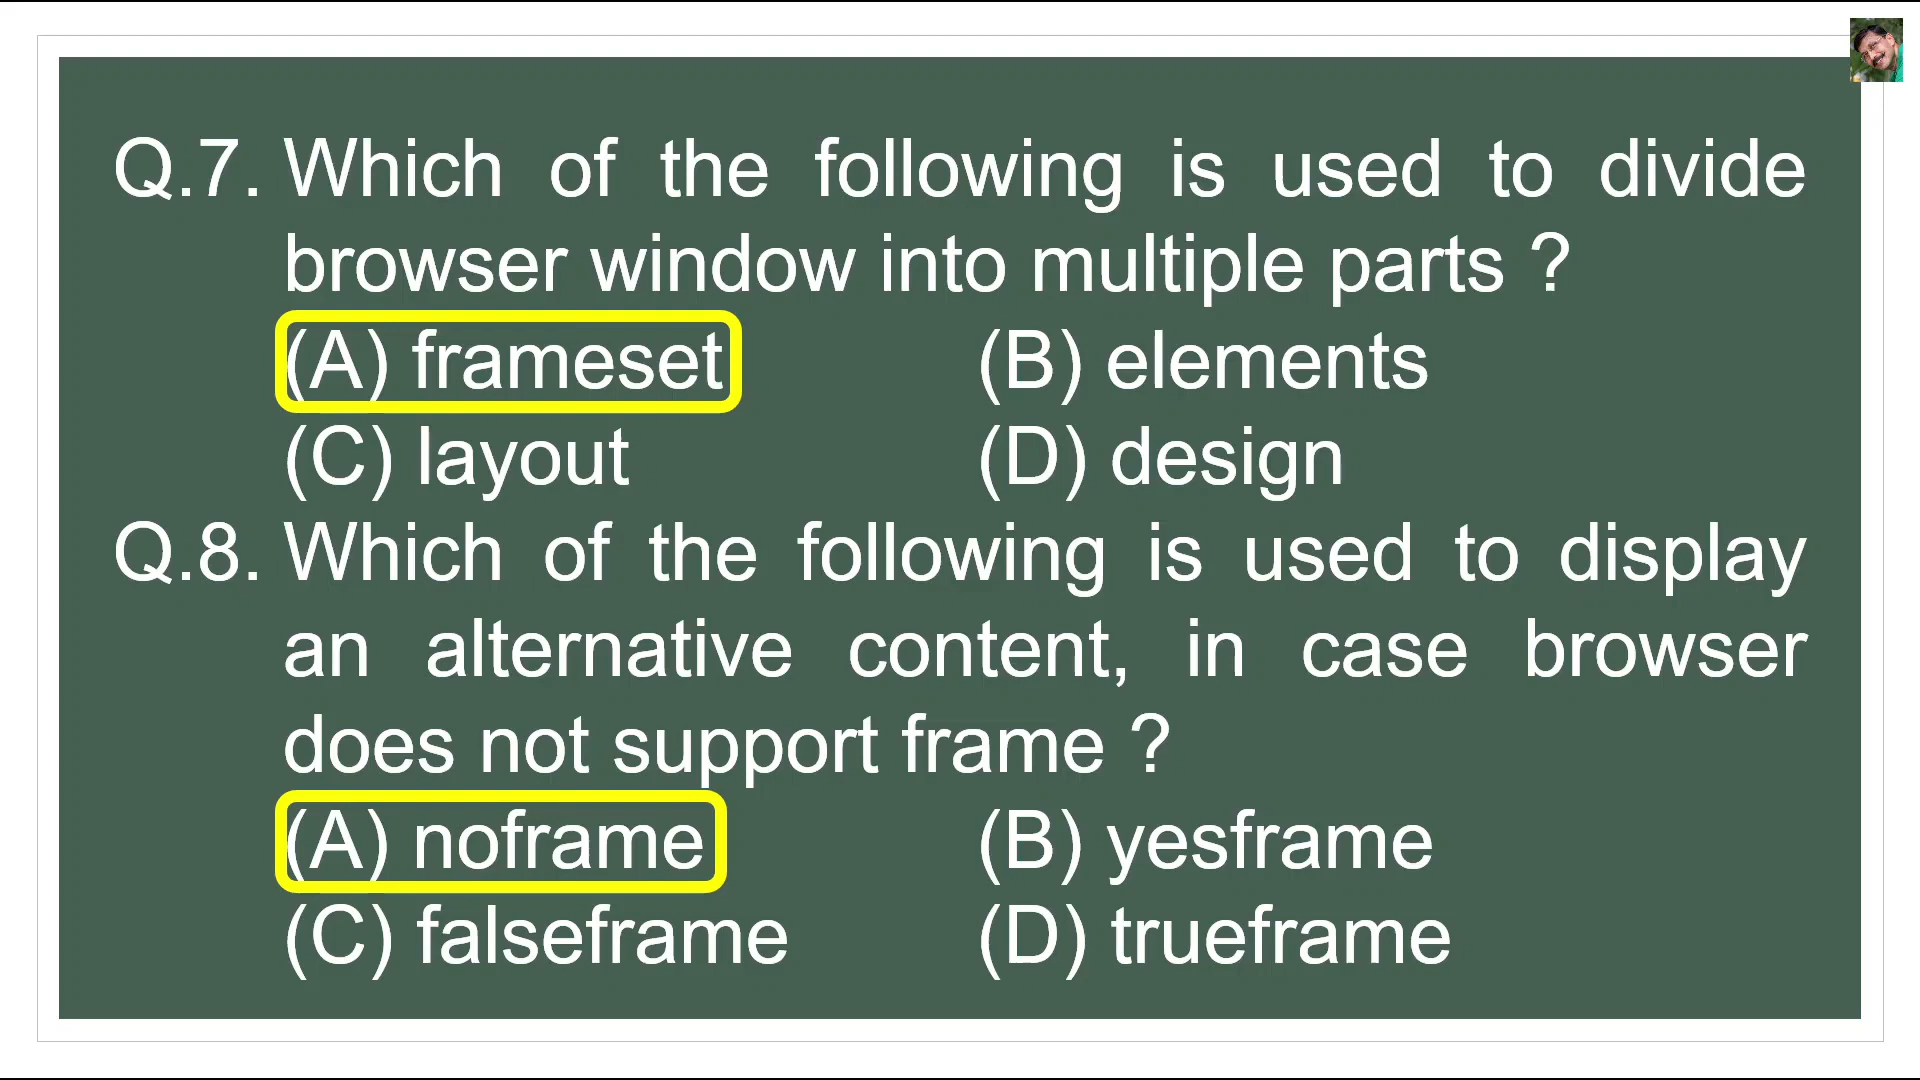 Q.7. Which of the following is used to divide
browser window into multiple parts ?
(A) frameset (B) elements
(C) layout (D) design
Q.8. Which of the following is used to display
an alternative content, in case browser
does not support frame ?
(A) noframe (B) yesframe
(C) falseframe (D) trueframe